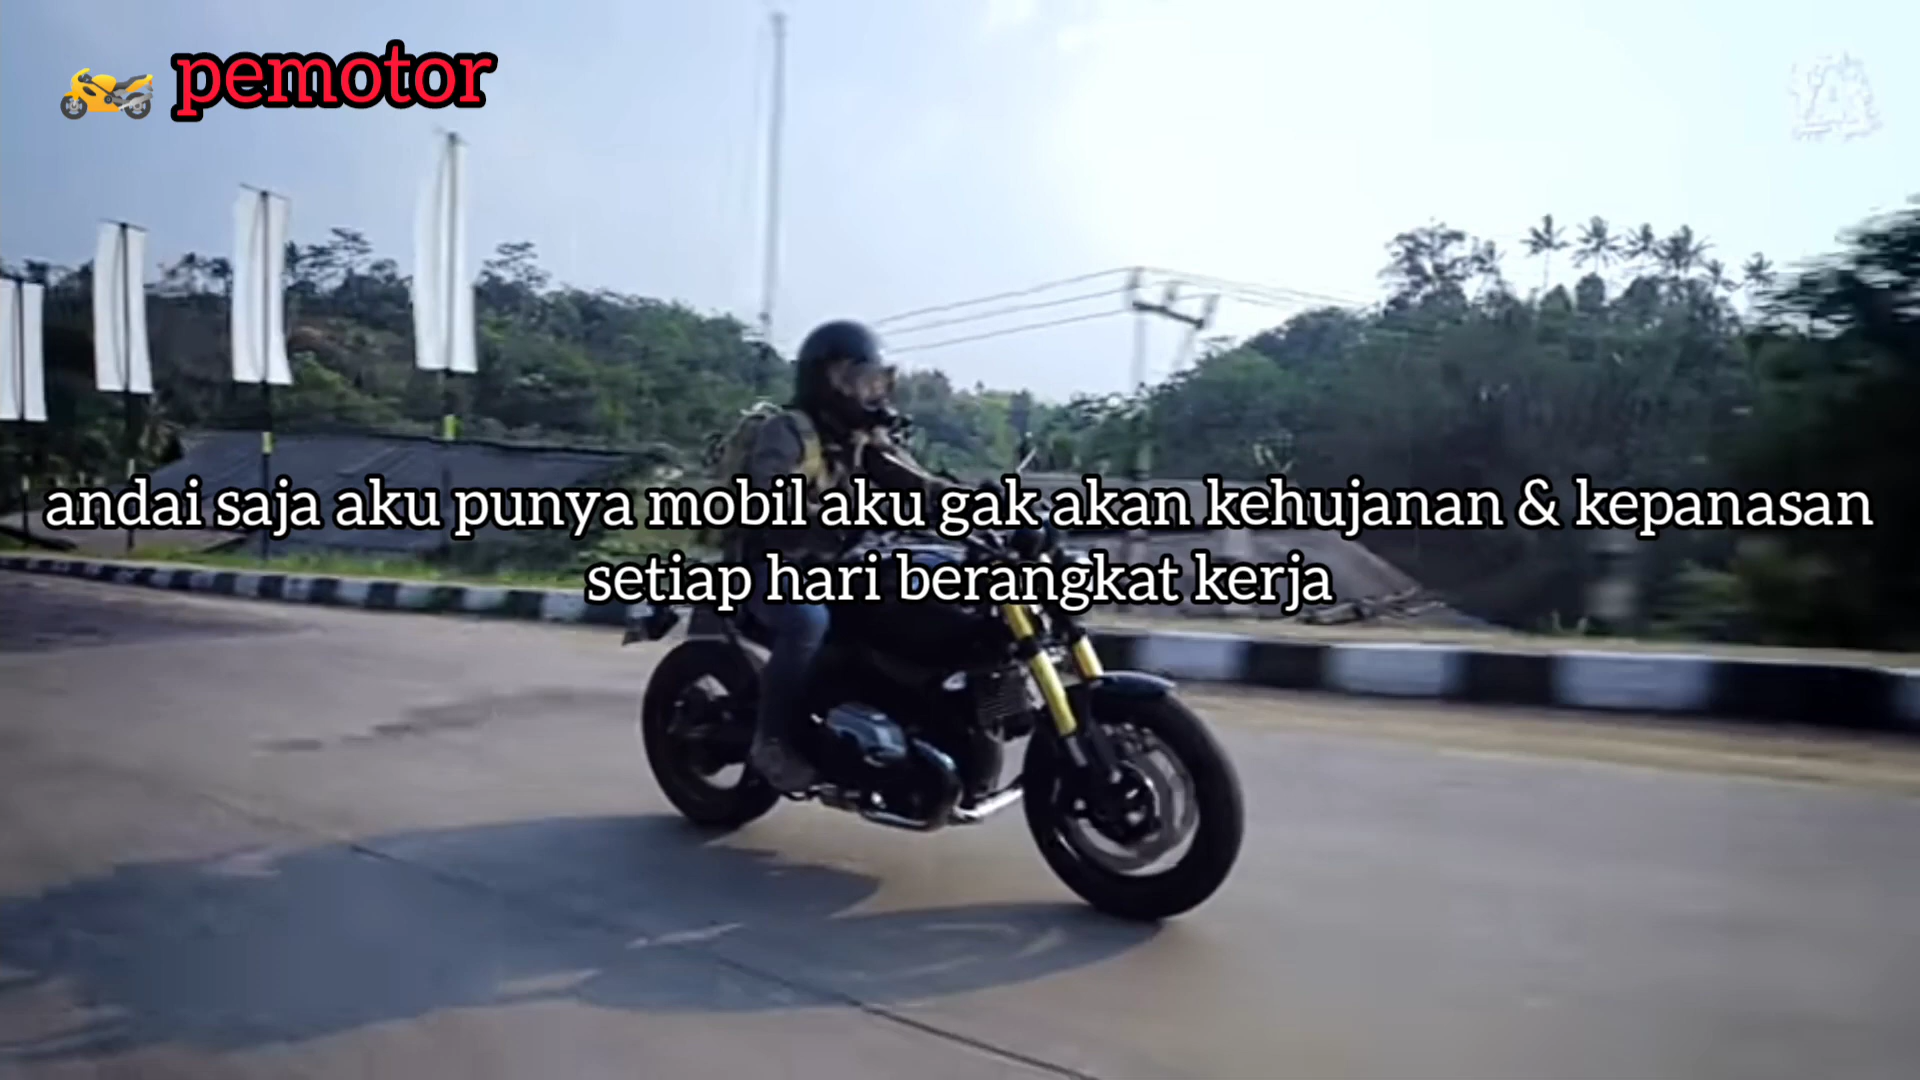 pemotor
andai saja aku punya mobil aku gak akan kehujanan & kepanasan
setiap hari berangkat kerja